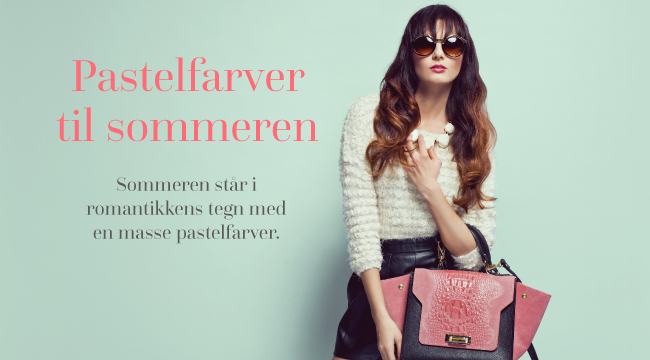 Pastelfarver
til sommeren
Sommeren står i
romantikkens tegn med
en masse pastelfarver.